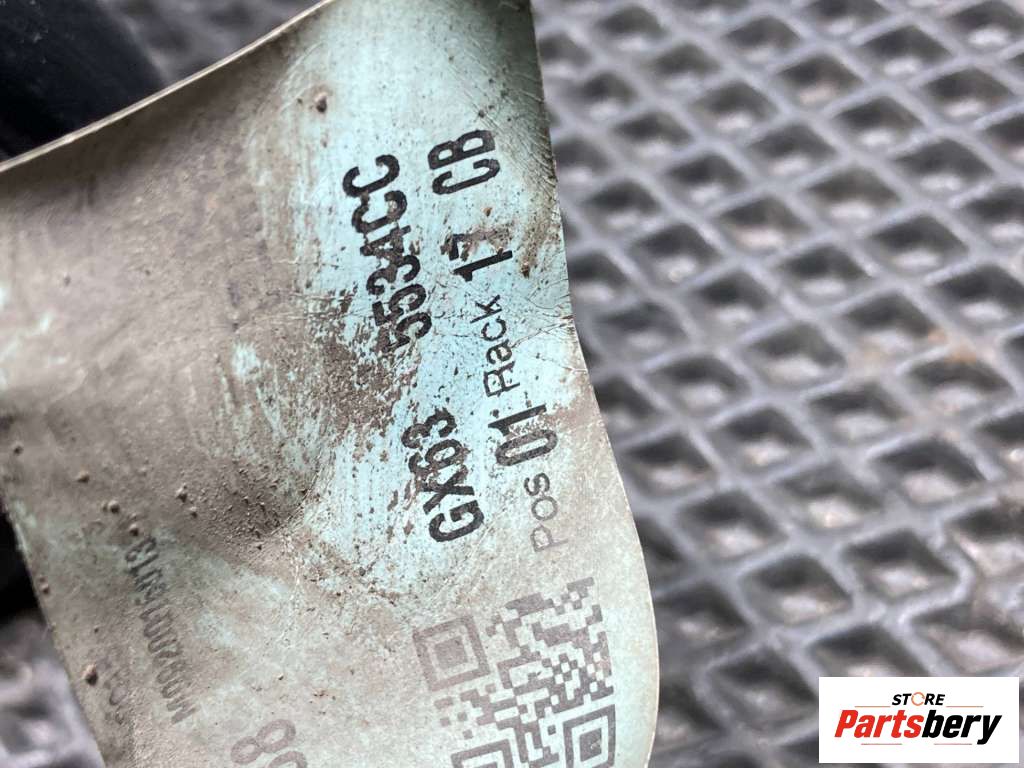 GX63 5534CC
Pos 01 Rack 17 CB
STORE
Partsbery